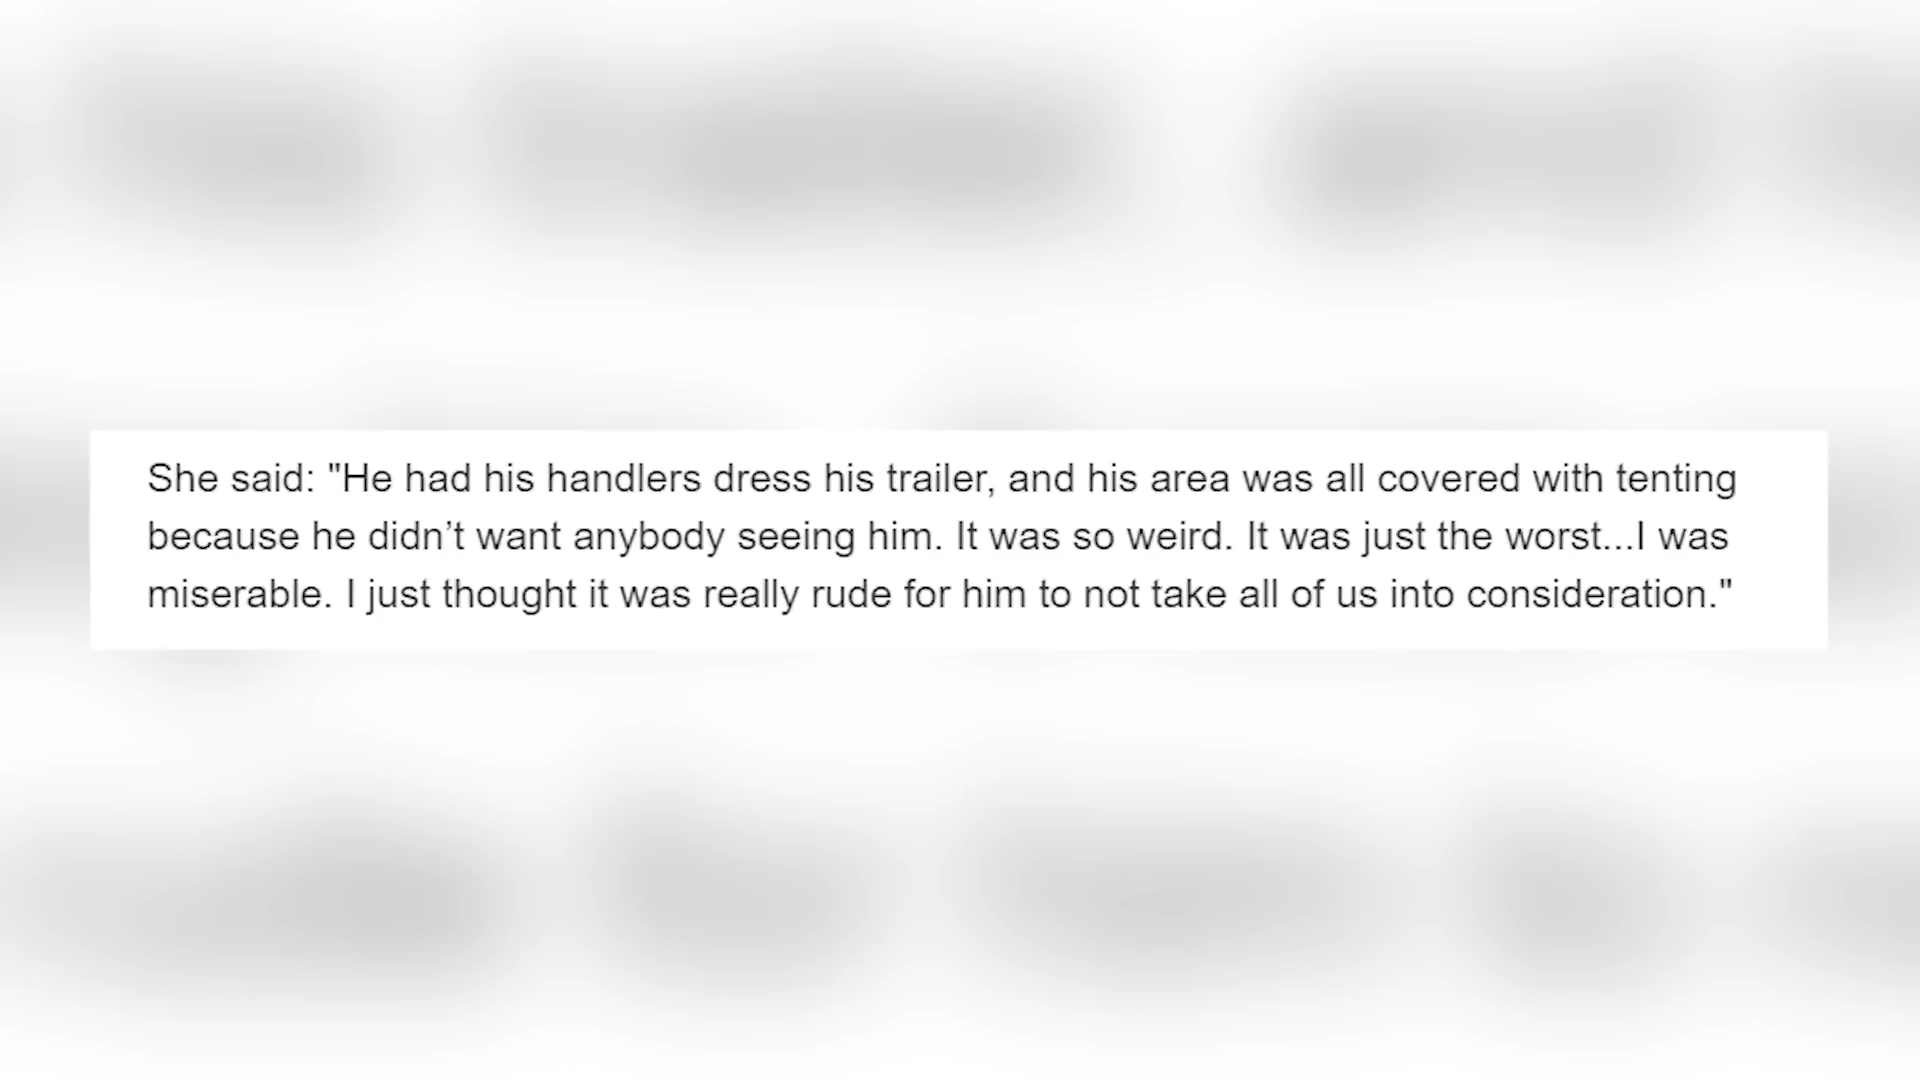 She said: "He had his handlers dress his trailer, and his area was all covered with tenting
because he didn’t want anybody seeing him. It was so weird. It was just the worst...I was
miserable. I just thought it was really rude for him to not take all of us into consideration."